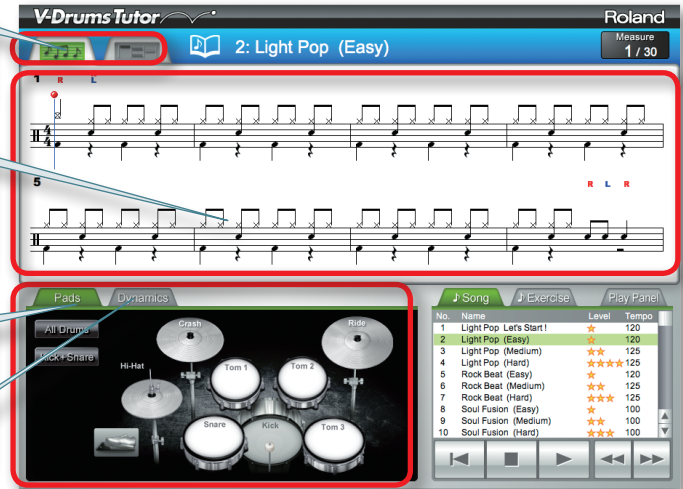 V-Drums Tutor
Roland
2: Light Pop (Easy)
Measure
1 / 30
1 R L
4
4
5
R L R
Pads Dynamics
All Drums
Kick+Snare
Crash
Ride
Hi-Hat
Tom 1
Tom 2
Snare
Kick
Tom 3
♪ Song ♪ Exercise Play Panel
No. Name Level Tempo
1 Light Pop Let's Start ! ★ 120
2 Light Pop (Easy) ★ 120
3 Light Pop (Medium) ★★ 125
4 Light Pop (Hard) ★★★★ 125
5 Rock Beat (Easy) ★ 120
6 Rock Beat (Medium) ★★ 125
7 Rock Beat (Hard) ★★★ 125
8 Soul Fusion (Easy) ★ 100
9 Soul Fusion (Medium) ★★ 100
10 Soul Fusion (Hard) ★★★ 100